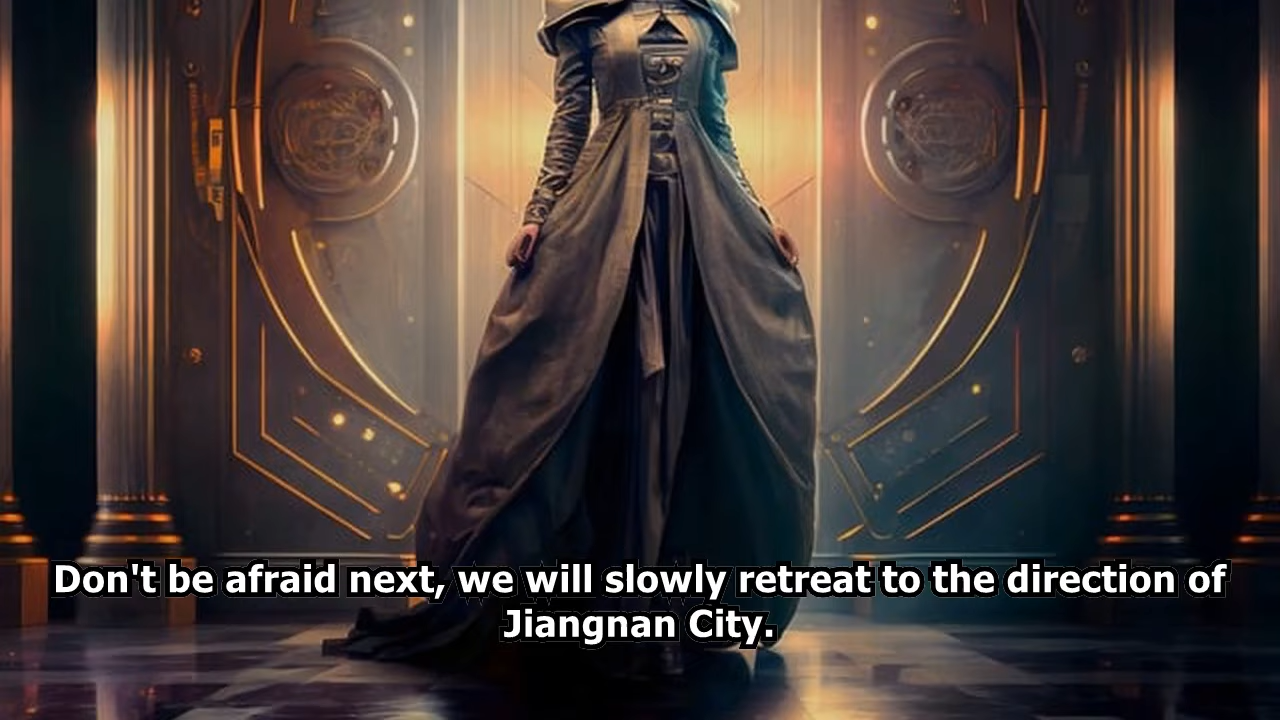 Don't be afraid next, we will slowly retreat to the direction of
Jiangnan City.